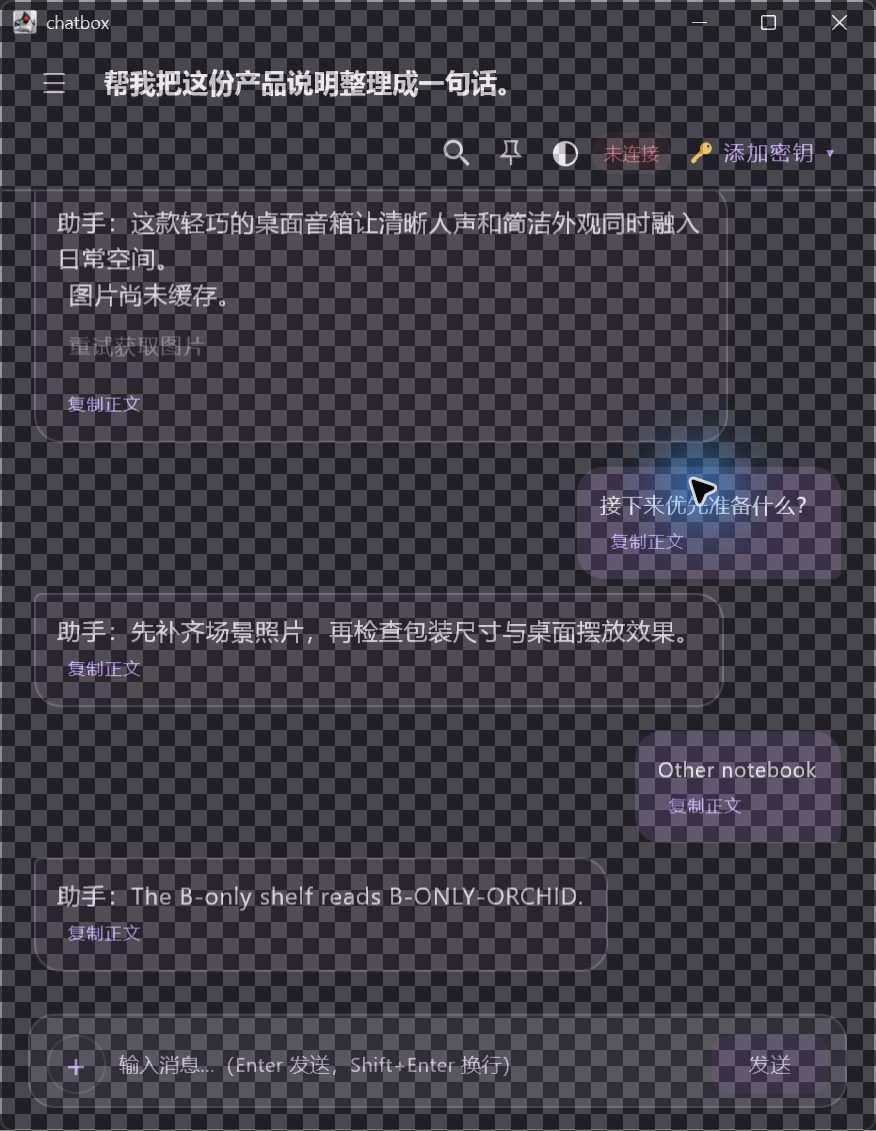 chatbox
帮我把这份产品说明整理成一句话。
未连接
添加密钥
助手：这款轻巧的桌面音箱让清晰人声和简洁外观同时融入
日常空间。
图片尚未缓存。
重试获取图片
复制正文
接下来优先准备什么？
复制正文
助手：先补齐场景照片，再检查包装尺寸与桌面摆放效果。
复制正文
Other notebook
复制正文
助手：The B-only shelf reads B-ONLY-ORCHID.
复制正文
输入消息...（Enter 发送，Shift+Enter 换行）
发送